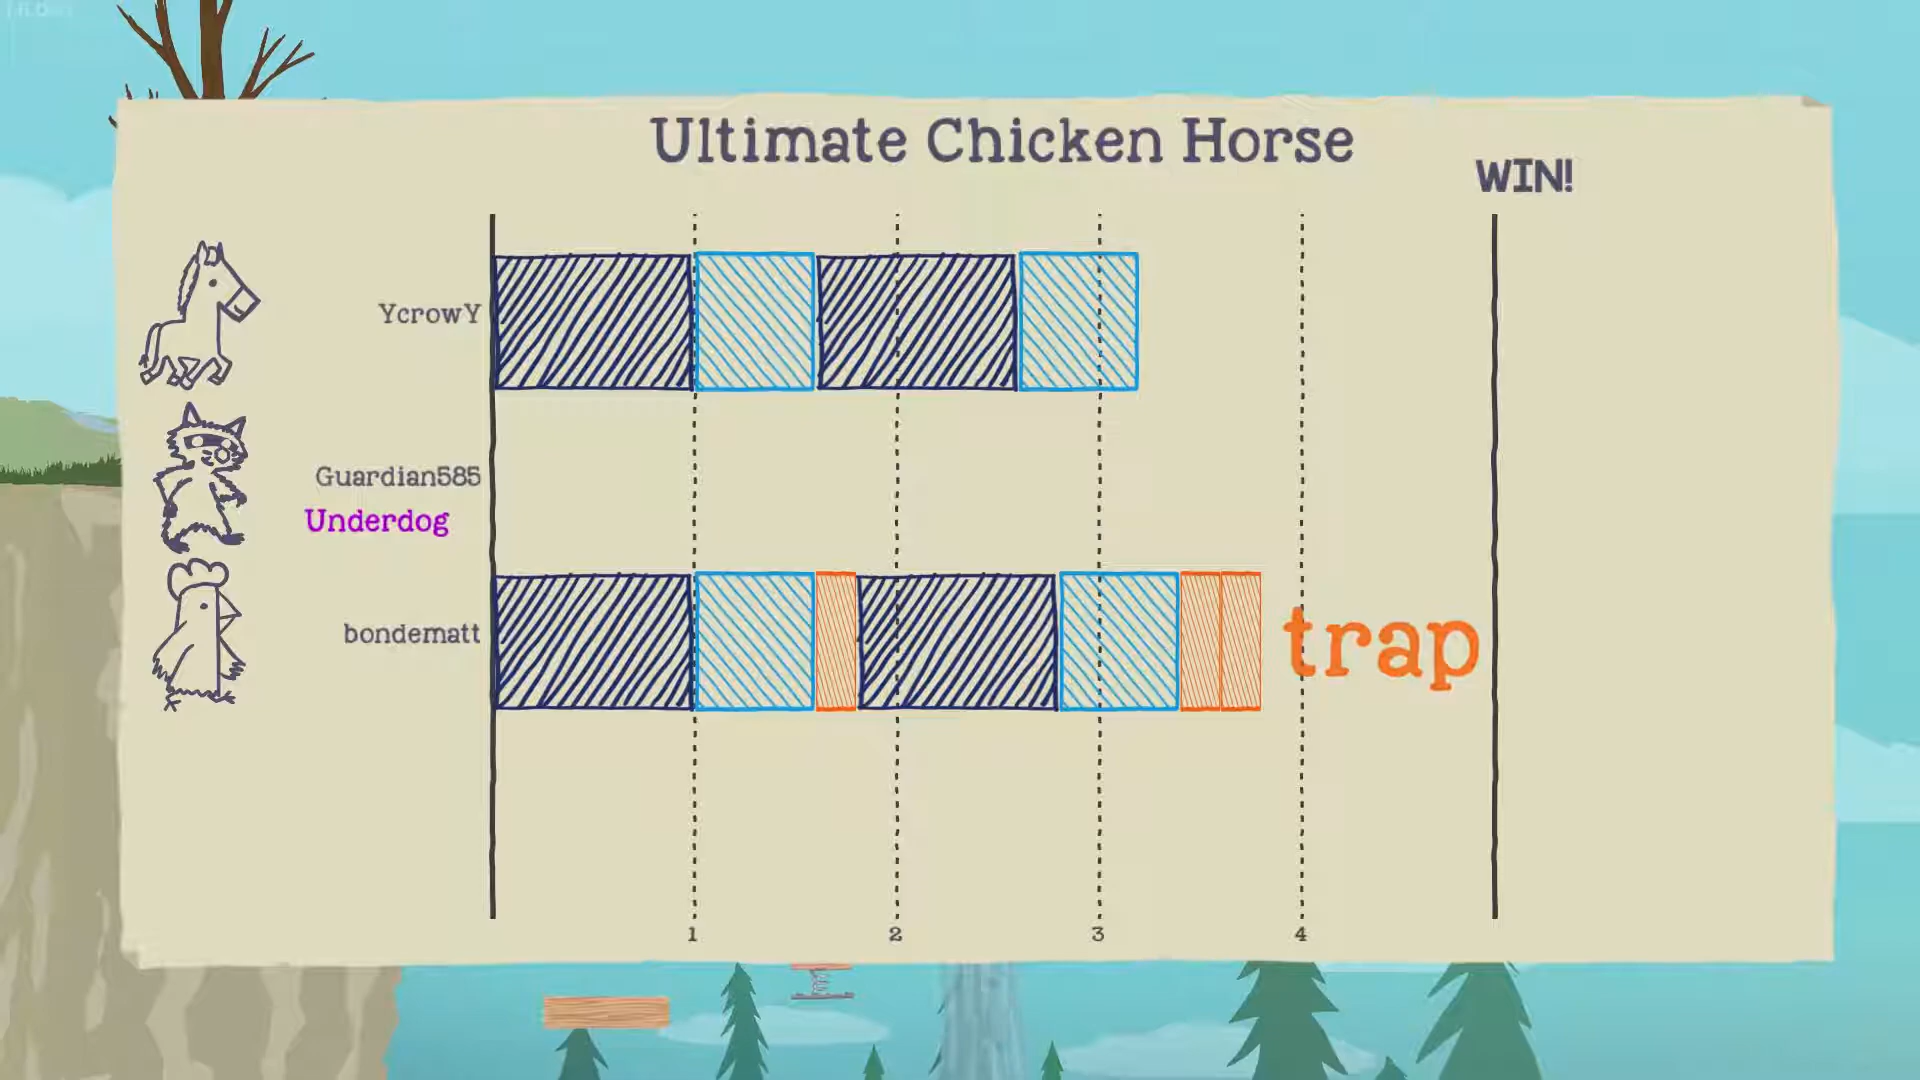 Ultimate Chicken Horse
WIN!
YcrowY
Guardian585
Underdog
bondematt
trap
1 2 3 4